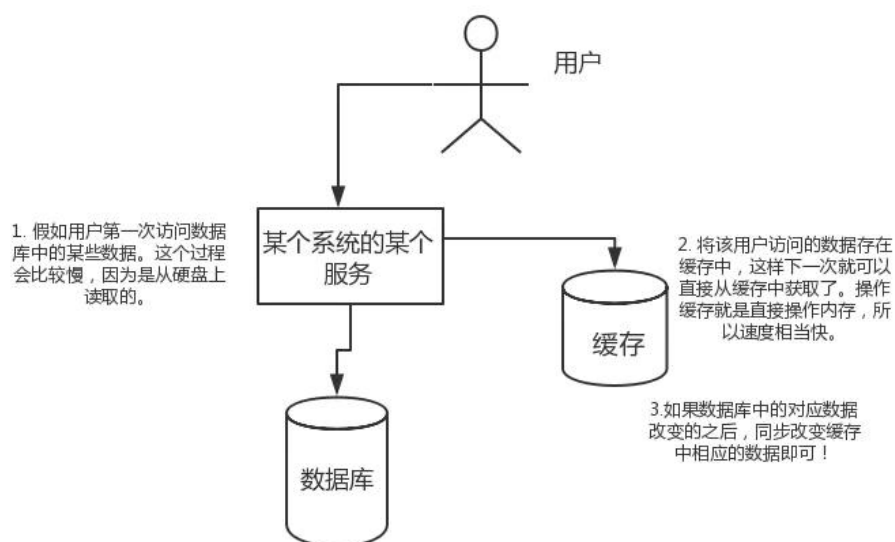 用户
1. 假如用户第一次访问数据
库中的某些数据。这个过程
会比较慢，因为是从硬盘上
读取的。
某个系统的某个
服务
2. 将该用户访问的数据存在
缓存中，这样下一次就可以
直接从缓存中获取了。操作
缓存就是直接操作内存，所
以速度相当快。
缓存
3.如果数据库中的对应数据
改变的之后，同步改变缓存
中相应的数据即可！
数据库